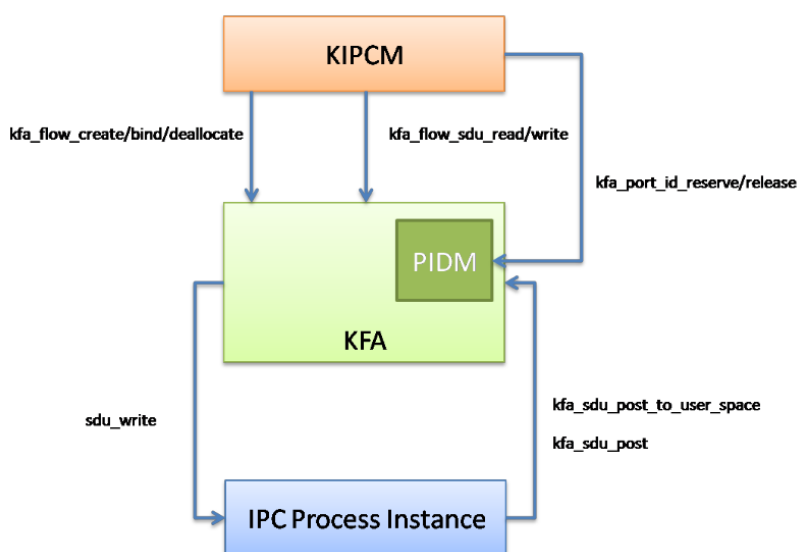 KIPCM
kfa_flow_create/bind/deallocate
kfa_flow_sdu_read/write
kfa_port_id_reserve/release
PIDM
KFA
sdu_write
kfa_sdu_post_to_user_space
kfa_sdu_post
IPC Process Instance